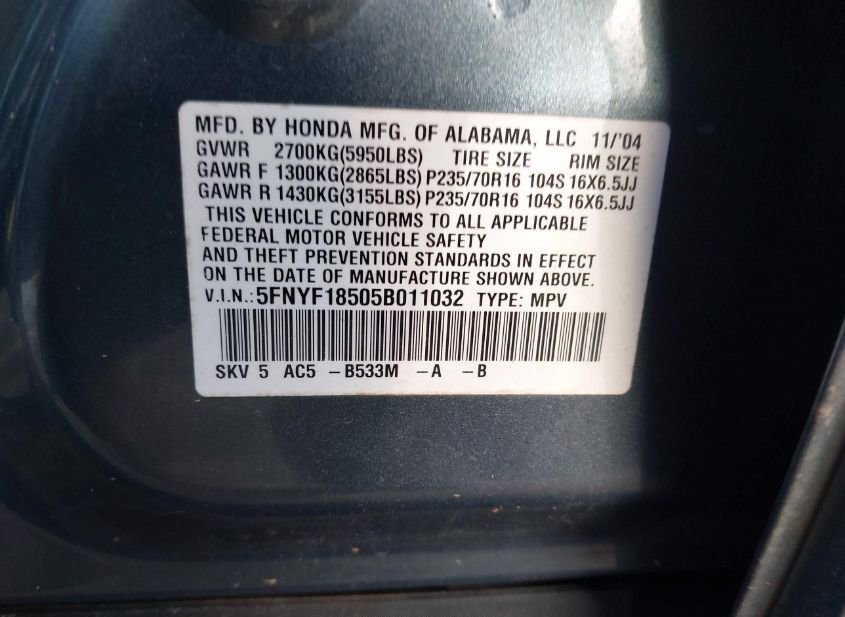 MFD. BY HONDA MFG. OF ALABAMA, LLC 11/'04
GVWR 2700KG(5950LBS) TIRE SIZE RIM SIZE
GAWR F 1300KG(2865LBS) P235/70R16 104S 16X6.5JJ
GAWR R 1430KG(3155LBS) P235/70R16 104S 16X6.5JJ
THIS VEHICLE CONFORMS TO ALL APPLICABLE
FEDERAL MOTOR VEHICLE SAFETY
AND THEFT PREVENTION STANDARDS IN EFFECT
ON THE DATE OF MANUFACTURE SHOWN ABOVE.
V.I.N.: 5FNYF18505B011032 TYPE: MPV
SKV 5 AC5 -B533M -A -B